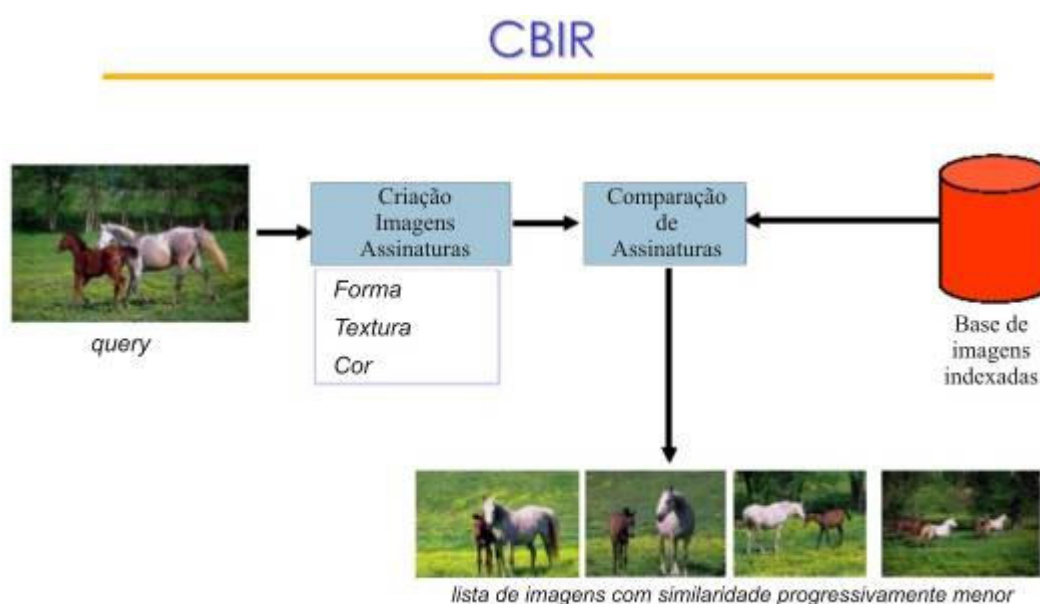 CBIR
Criação
Imagens
Assinaturas
Forma
Textura
Cor
Comparação
de
Assinaturas
query
Base de
imagens
indexadas
lista de imagens com similaridade progressivamente menor